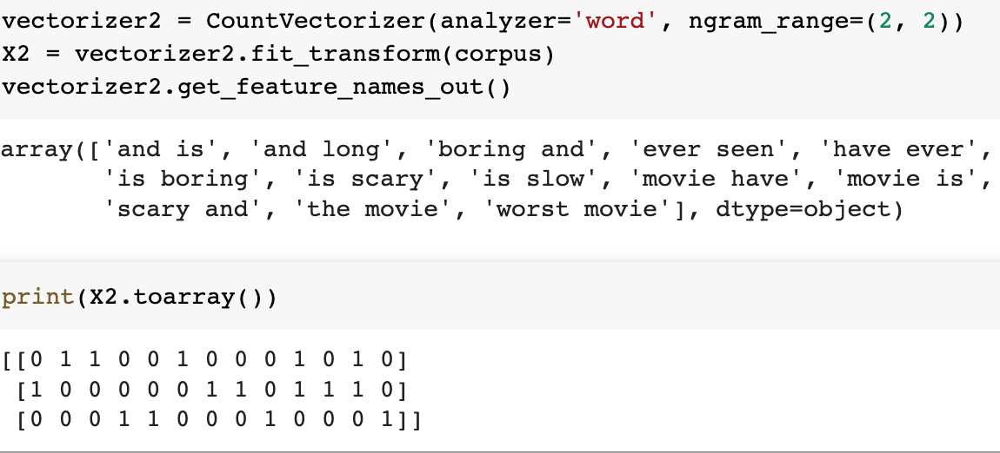 vectorizer2 = CountVectorizer(analyzer='word', ngram_range=(2, 2))
X2 = vectorizer2.fit_transform(corpus)
vectorizer2.get_feature_names_out()
array(['and is', 'and long', 'boring and', 'ever seen', 'have ever',
'is boring', 'is scary', 'is slow', 'movie have', 'movie is',
'scary and', 'the movie', 'worst movie'], dtype=object)
print(X2.toarray())
[[0 1 1 0 0 1 0 0 0 1 0 1 0]
[1 0 0 0 0 0 1 1 0 1 1 1 0]
[0 0 0 1 1 0 0 0 1 0 0 0 1]]